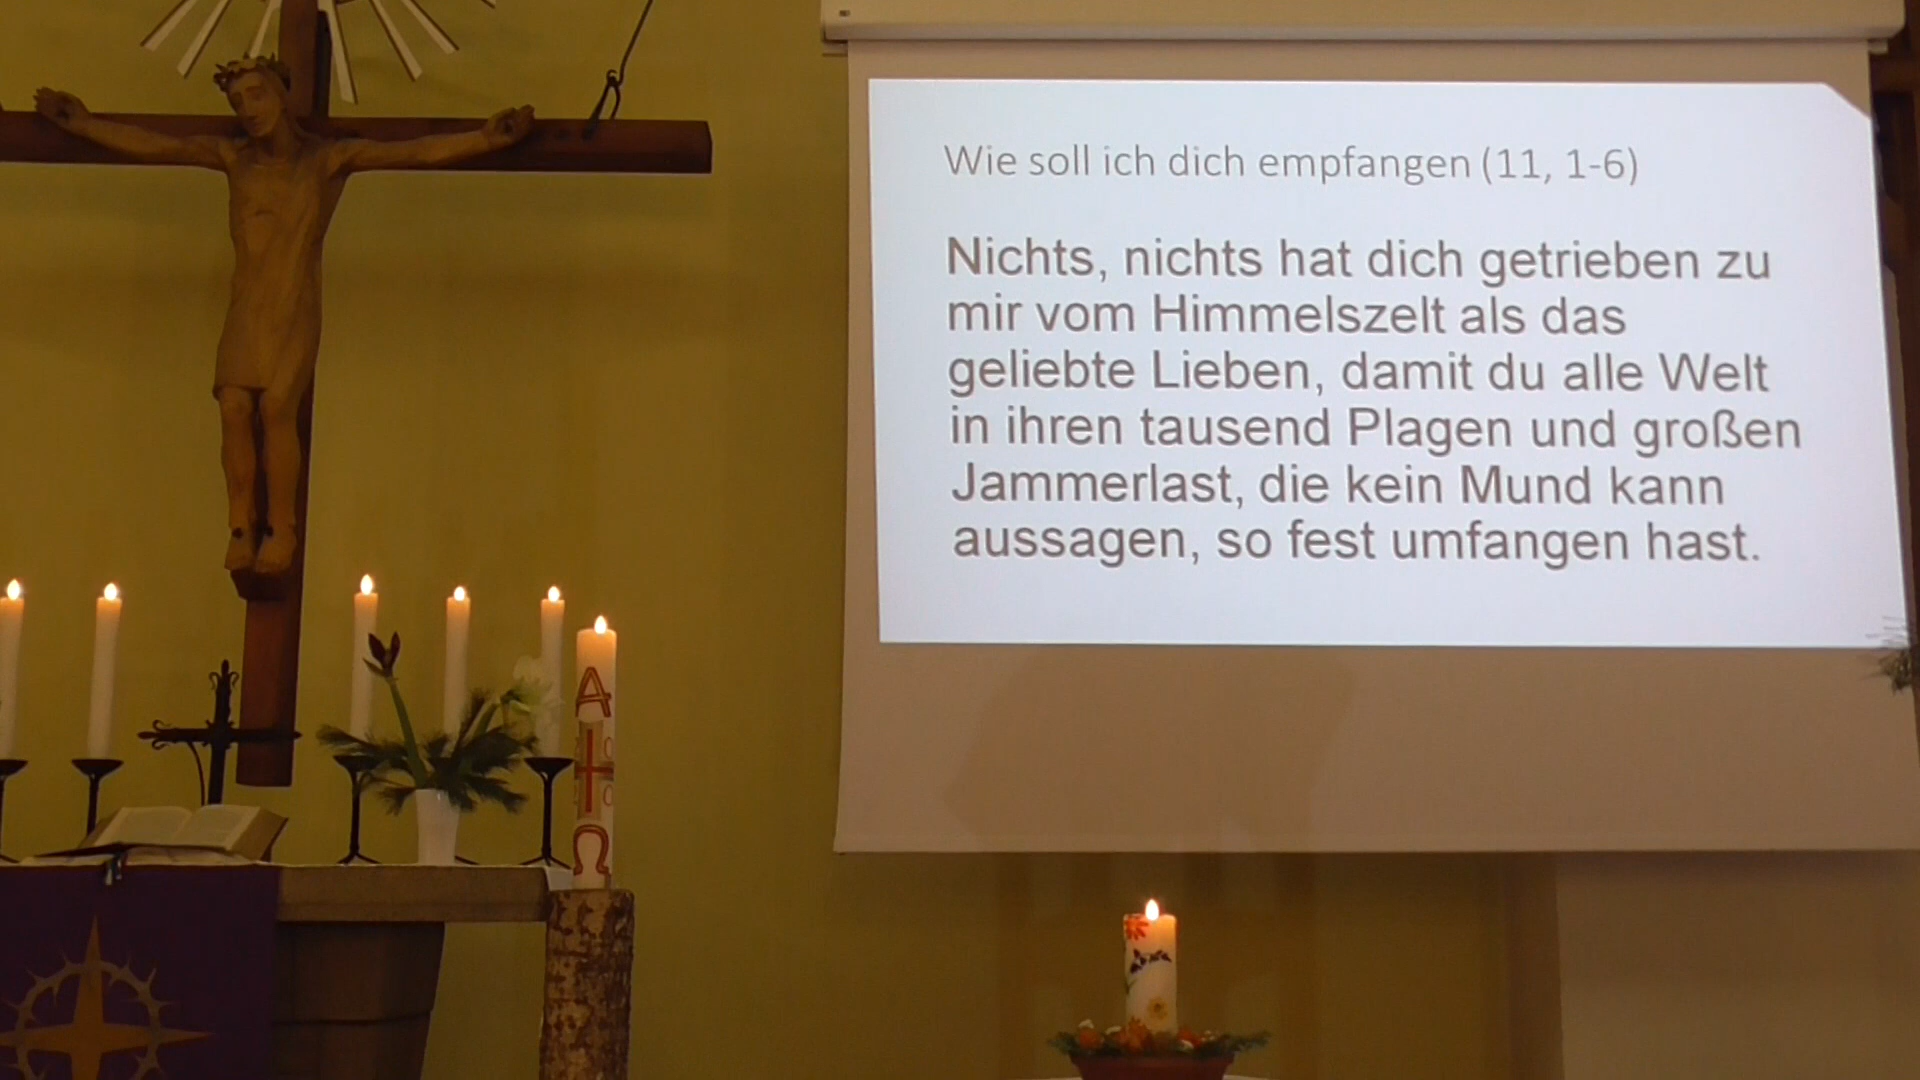 Wie soll ich dich empfangen (11, 1-6)
Nichts, nichts hat dich getrieben zu
mir vom Himmelszelt als das
geliebte Lieben, damit du alle Welt
in ihren tausend Plagen und großen
Jammerlast, die kein Mund kann
aussagen, so fest umfangen hast.
Α
Ω